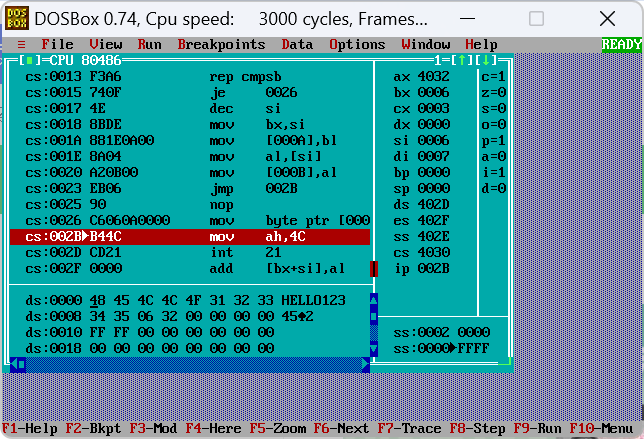 DOS BOX DOSBox 0.74, Cpu speed: 3000 cycles, Frames...
≡ File View Run Breakpoints Data Options Window Help READY
[■]=CPU 80486 1=[↑][↓]
cs:0013 F3A6 rep cmpsb ax 4032 c=1
cs:0015 740F je 0026 bx 0006 z=0
cs:0017 4E dec si cx 0003 s=0
cs:0018 8BDE mov bx,si dx 0000 o=0
cs:001A 881E0A00 mov [000A],bl si 0006 p=1
cs:001E 8A04 mov al,[si] di 0007 a=0
cs:0020 A20B00 mov [000B],al bp 0000 i=1
cs:0023 EB06 jmp 002B sp 0000 d=0
cs:0025 90 nop ds 402D
cs:0026 C6060A0000 mov byte ptr [000 es 402F
cs:002B►B44C mov ah,4C ss 402E
cs:002D CD21 int 21 cs 4030
cs:002F 0000 add [bx+si],al ip 002B
ds:0000 48 45 4C 4C 4F 31 32 33 HELLO123
ds:0008 34 35 06 32 00 00 00 00 45♠2
ds:0010 FF FF 00 00 00 00 00 00 ss:0002 0000
ds:0018 00 00 00 00 00 00 00 00 ss:0000►FFFF
F1-Help F2-Bkpt F3-Mod F4-Here F5-Zoom F6-Next F7-Trace F8-Step F9-Run F10-Menu